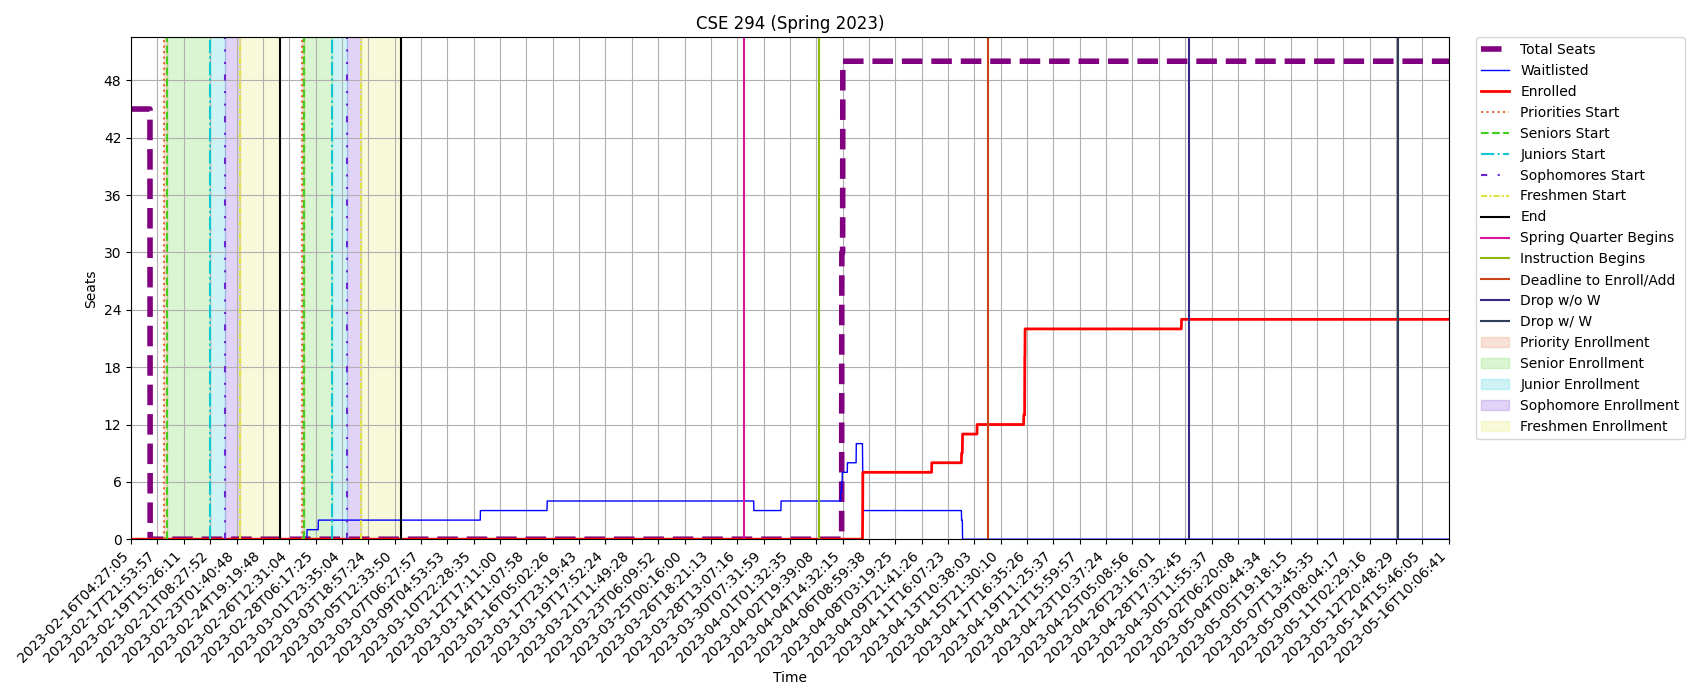 CSE 294 (Spring 2023)
Seats
48
42
36
30
24
18
12
6
0
2023-02-16T04:27:05
2023-02-17T21:53:57
2023-02-19T15:26:11
2023-02-21T08:27:52
2023-02-23T01:40:48
2023-02-24T19:19:48
2023-02-26T12:31:04
2023-02-28T06:17:25
2023-03-01T23:35:04
2023-03-03T18:57:24
2023-03-05T12:33:50
2023-03-07T06:27:57
2023-03-09T04:53:53
2023-03-10T22:28:35
2023-03-12T17:11:00
2023-03-14T11:07:58
2023-03-16T05:02:26
2023-03-17T23:19:43
2023-03-19T17:52:24
2023-03-21T11:49:28
2023-03-23T06:09:52
2023-03-25T00:16:00
2023-03-26T18:21:13
2023-03-28T13:07:16
2023-03-30T07:31:59
2023-04-01T01:32:35
2023-04-02T19:39:08
2023-04-04T14:32:15
2023-04-06T08:59:38
2023-04-08T03:19:25
2023-04-09T21:41:26
2023-04-11T16:07:23
2023-04-13T10:38:03
2023-04-15T21:30:10
2023-04-17T16:35:26
2023-04-19T11:25:37
2023-04-21T15:59:57
2023-04-23T10:37:24
2023-04-25T05:08:56
2023-04-26T23:16:01
2023-04-28T17:32:45
2023-04-30T11:55:37
2023-05-02T06:20:08
2023-05-04T00:44:34
2023-05-05T19:18:15
2023-05-07T13:45:35
2023-05-09T08:04:17
2023-05-11T02:29:16
2023-05-12T20:48:29
2023-05-14T15:46:05
2023-05-16T10:06:41
Time
Total Seats
Waitlisted
Enrolled
Priorities Start
Seniors Start
Juniors Start
Sophomores Start
Freshmen Start
End
Spring Quarter Begins
Instruction Begins
Deadline to Enroll/Add
Drop w/o W
Drop w/ W
Priority Enrollment
Senior Enrollment
Junior Enrollment
Sophomore Enrollment
Freshmen Enrollment